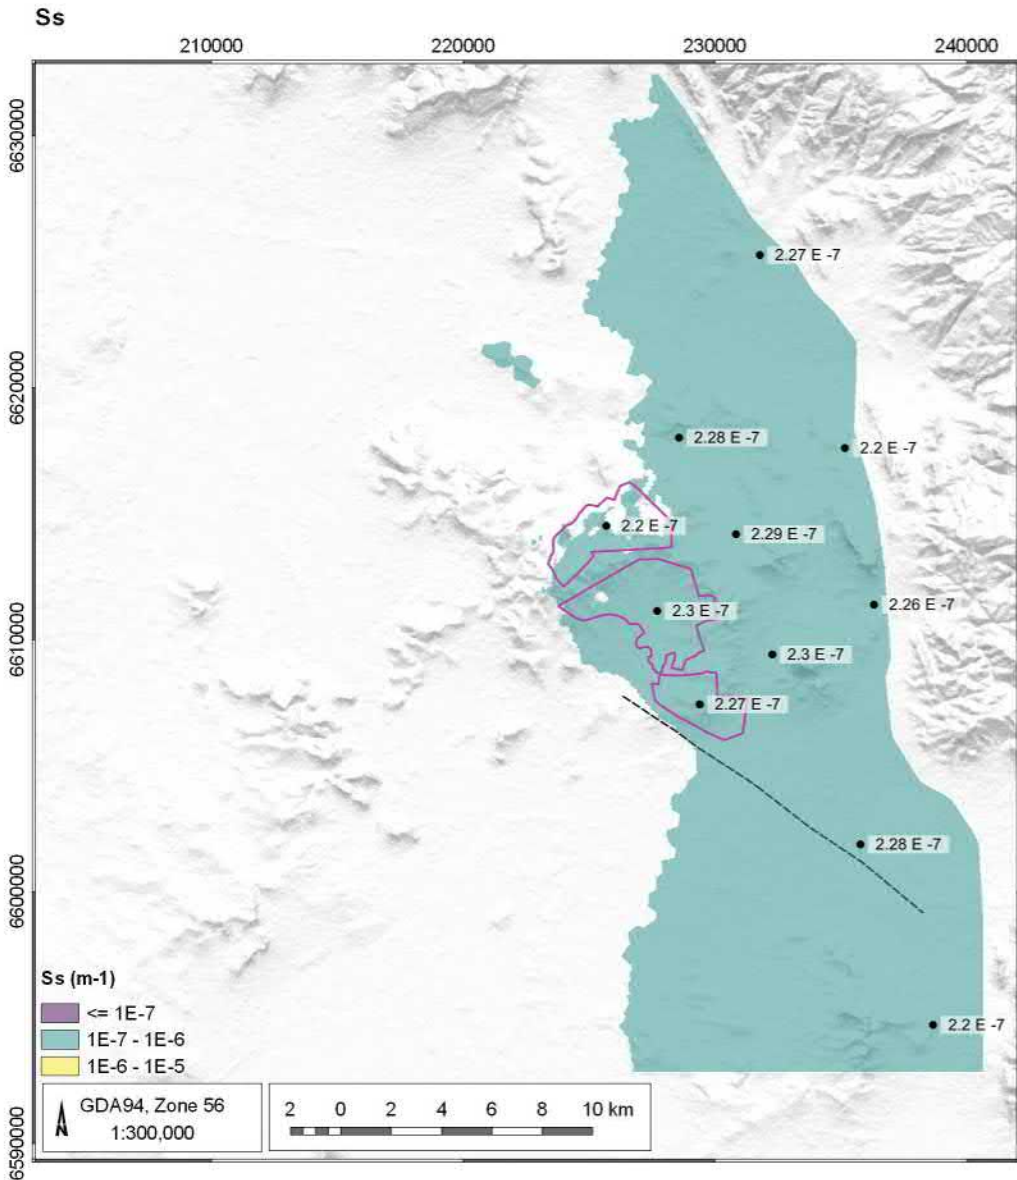 Ss
210000 220000 230000 240000
6630000
2.27 E -7
6620000
2.28 E -7
2.2 E -7
2.2 E -7
2.29 E -7
2.26 E -7
2.3 E -7
6610000
2.3 E -7
2.27 E -7
2.28 E -7
6600000
Ss (m-1)
<= 1E-7
1E-7 - 1E-6
1E-6 - 1E-5
2.2 E -7
6590000
N
GDA94, Zone 56
1:300,000
2 0 2 4 6 8 10 km